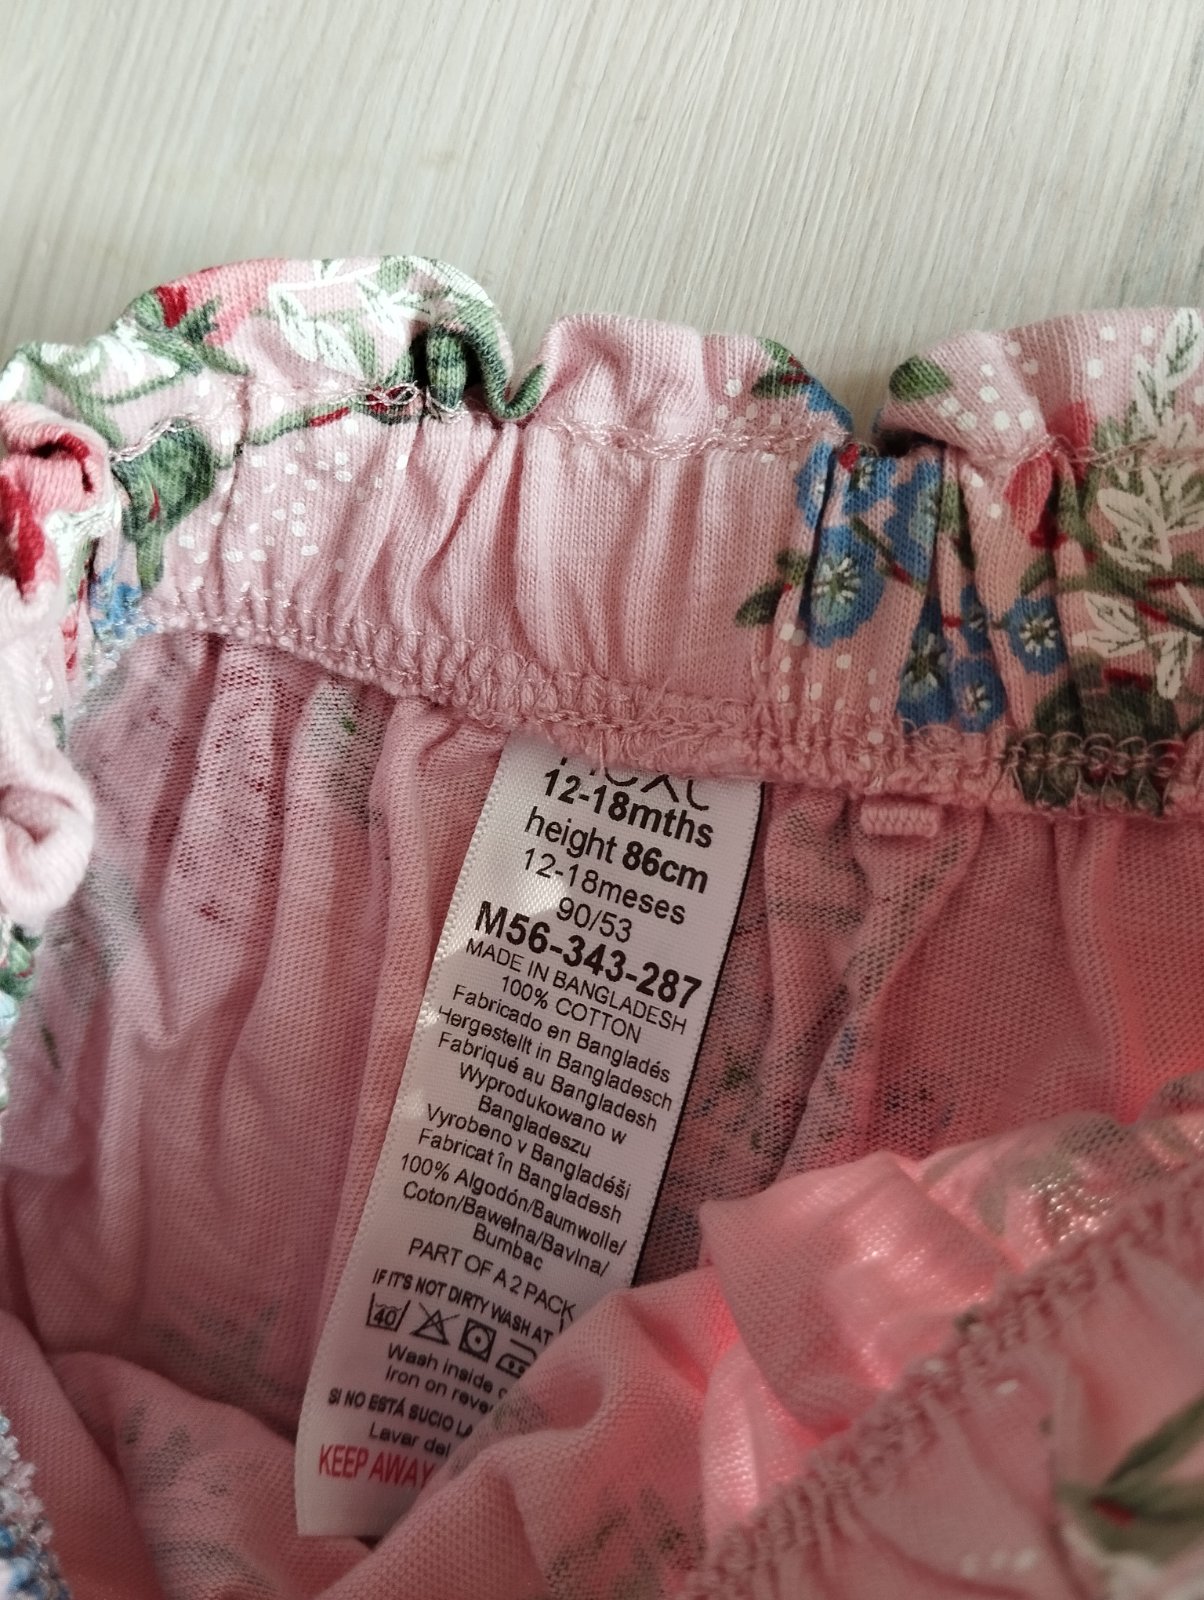 next
12-18mths
height 86cm
12-18meses
90/53
M56-343-287
MADE IN BANGLADESH
100% COTTON
Fabricado en Bangladés
Hergestellt in Bangladesch
Fabriqué au Bangladesh
Wyprodukowano w
Bangladeszu
Vyrobeno v Bangladéši
Fabricat în Bangladesh
100% Algodón/Baumwolle/
Coton/Bawełna/Bavlna/
Bumbac
PART OF A 2 PACK
IF IT'S NOT DIRTY WASH AT
40
Wash inside
Iron on
SI NO ESTÁ SUCIO
Lavar del
KEEP AWAY